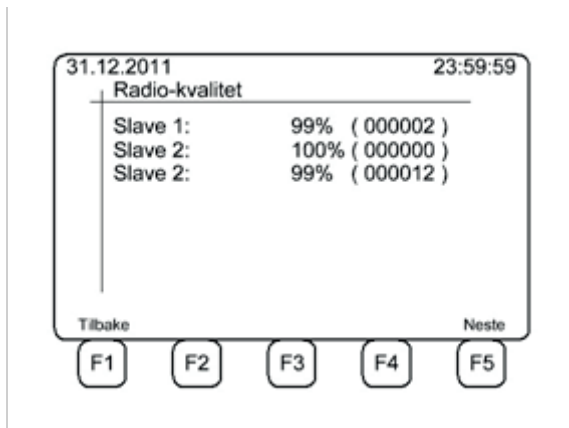 31.12.2011 23:59:59
Radio-kvalitet
Slave 1: 99% ( 000002 )
Slave 2: 100% ( 000000 )
Slave 2: 99% ( 000012 )
Tilbake Neste
F1 F2 F3 F4 F5